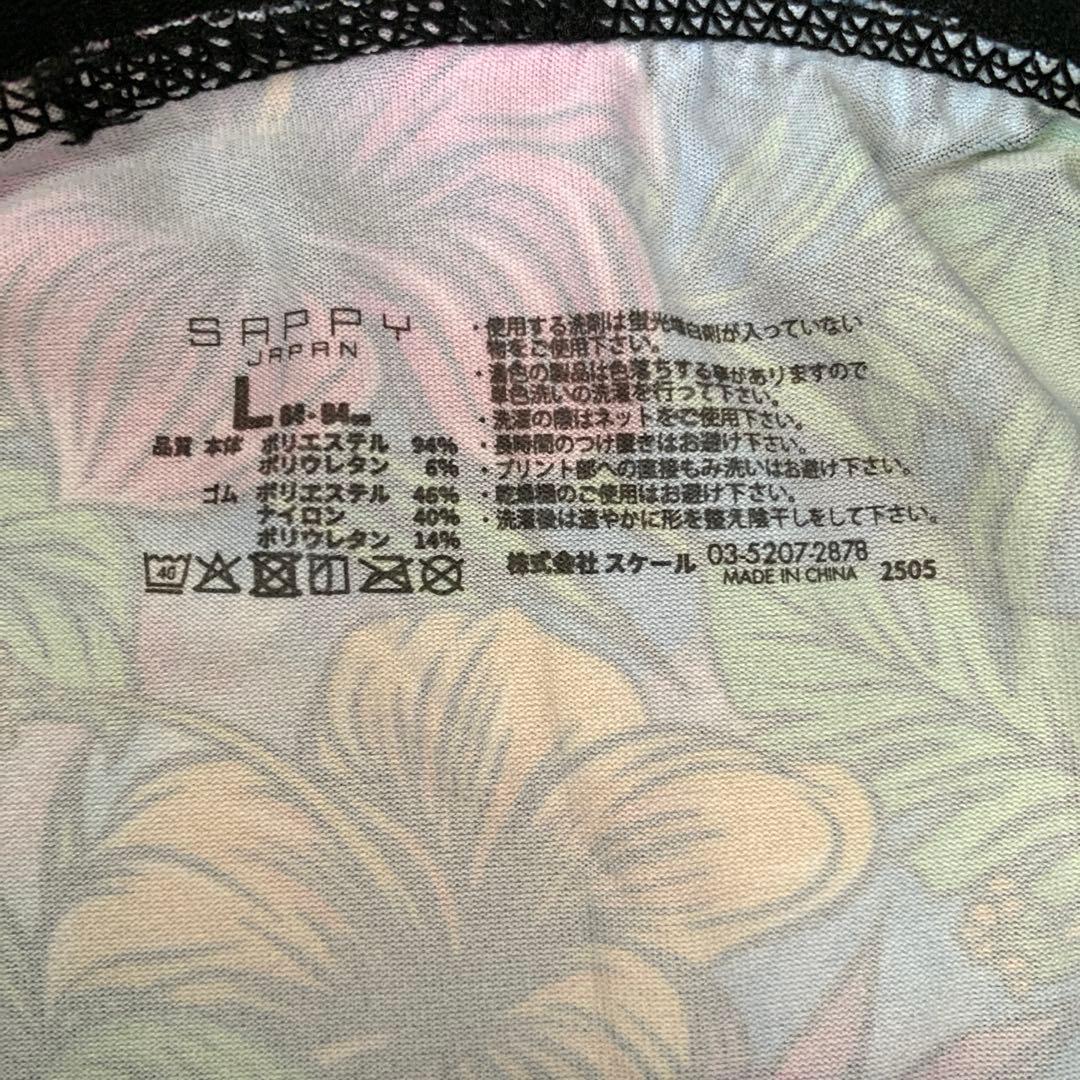 SAPPY
JAPAN
L 84-94cm
品質 本体 ポリエステル 94%
ポリウレタン 6%
ゴム ポリエステル 46%
ナイロン 40%
ポリウレタン 14%
40
・使用する洗剤は蛍光増白剤が入っていない
物をご使用下さい。
・濃色の製品は色落ちする事がありますので
単色洗いの洗濯を行って下さい。
・洗濯の際はネットをご使用下さい。
・長時間のつけ置きはお避け下さい。
・プリント部への直接もみ洗いはお避け下さい。
・乾燥機のご使用はお避け下さい。
・洗濯後は速やかに形を整え陰干しをして下さい。
株式会社 スケール 03-5207-2878
MADE IN CHINA 2505